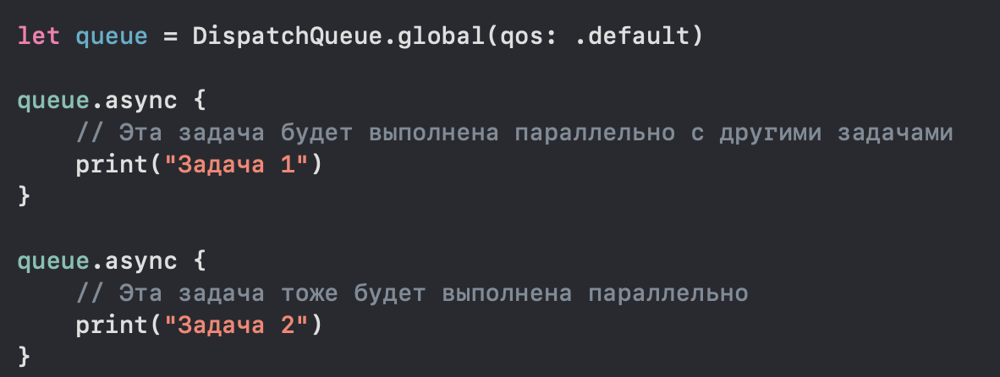 let queue = DispatchQueue.global(qos: .default)
queue.async {
// Эта задача будет выполнена параллельно с другими задачами
print("Задача 1")
}
queue.async {
// Эта задача тоже будет выполнена параллельно
print("Задача 2")
}